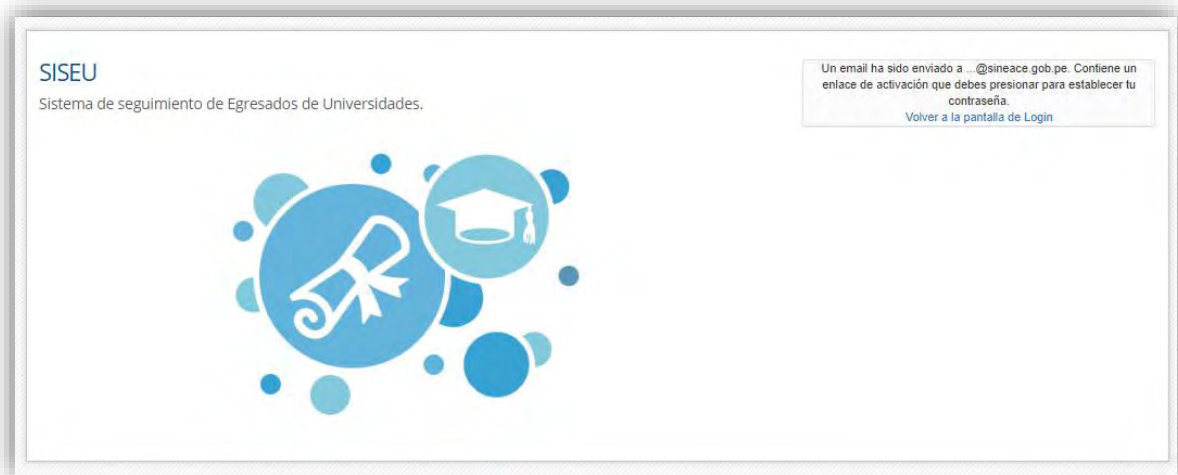 SISEU
Sistema de seguimiento de Egresados de Universidades.
Un email ha sido enviado a ...@sineace.gob.pe. Contiene un
enlace de activación que debes presionar para establecer tu
contraseña.
Volver a la pantalla de Login